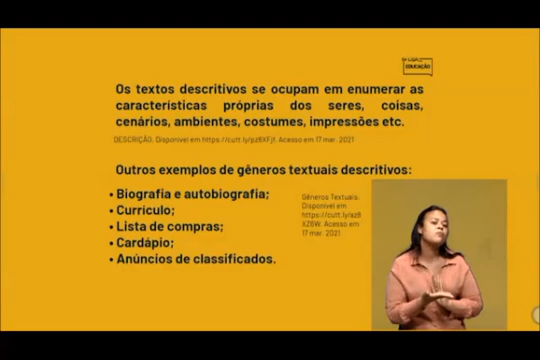 EDUCAÇÃO
Os textos descritivos se ocupam em enumerar as
características próprias dos seres, coisas,
cenários, ambientes, costumes, impressões etc.
DESCRIÇÃO. Disponível em https://cutt.ly/pz8XFjf. Acesso em 17 mar. 2021
Outros exemplos de gêneros textuais descritivos:
• Biografia e autobiografia;
• Currículo;
• Lista de compras;
• Cardápio;
• Anúncios de classificados.
Gêneros Textuais.
Disponível em
https://cutt.ly/az8
XZ6W. Acesso em
17 mar. 2021